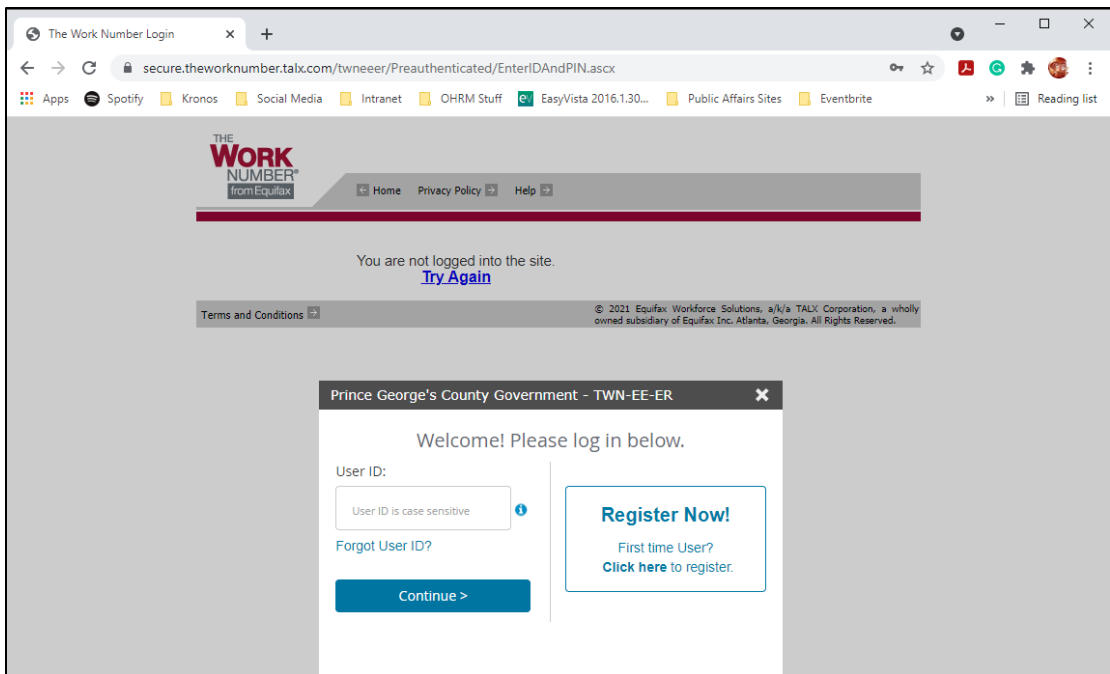 The Work Number Login
secure.theworknumber.talx.com/twneeer/Preauthenticated/EnterIDAndPIN.ascx
Apps Spotify Kronos Social Media Intranet OHRM Stuff EasyVista 2016.1.30... Public Affairs Sites Eventbrite » Reading list
THE
WORK
NUMBER®
from Equifax
Home Privacy Policy Help
You are not logged into the site.
Try Again
Terms and Conditions
© 2021 Equifax Workforce Solutions, a/k/a TALX Corporation, a wholly
owned subsidiary of Equifax Inc. Atlanta, Georgia. All Rights Reserved.
Prince George's County Government - TWN-EE-ER
Welcome! Please log in below.
User ID:
User ID is case sensitive
Forgot User ID?
Continue >
Register Now!
First time User?
Click here to register.